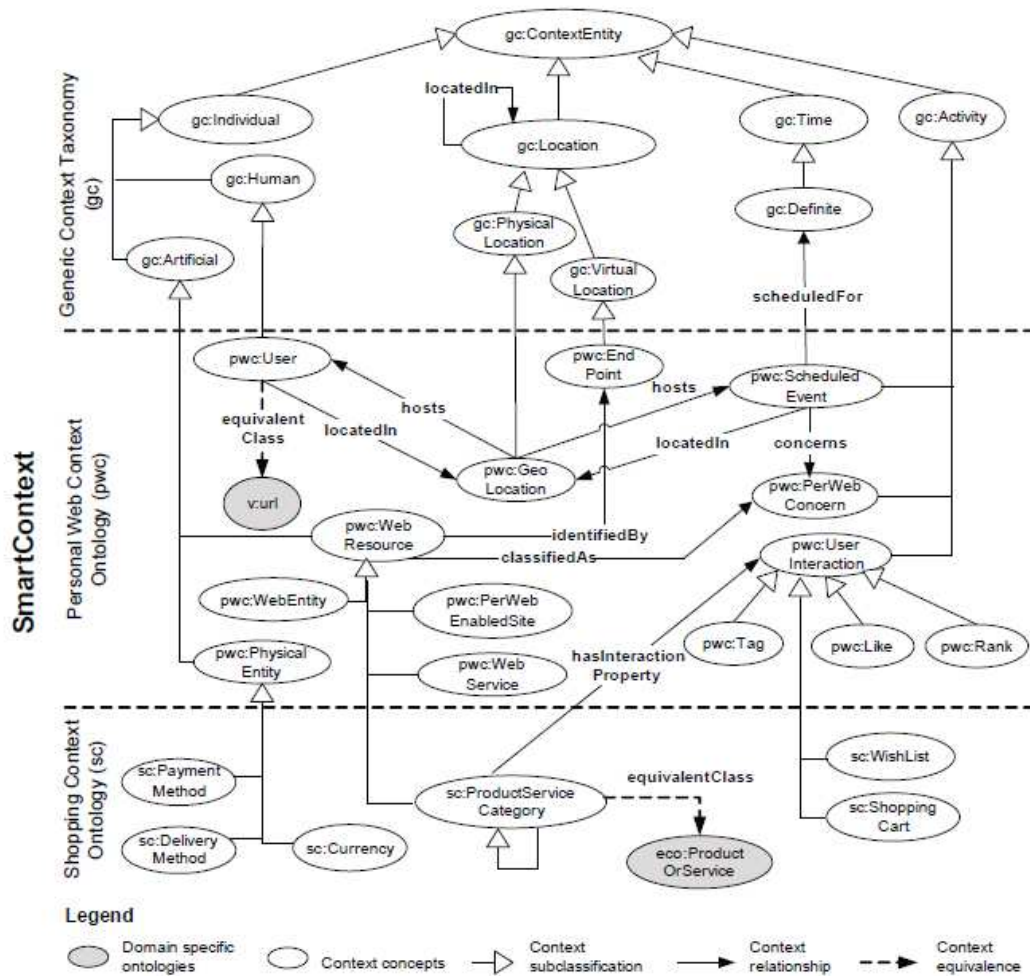 SmartContext
Generic Context Taxonomy
(gc)
gc:ContextEntity
locatedIn
gc:Individual
gc:Time
gc:Activity
gc:Location
gc:Human
gc:Definite
gc:Physical
Location
gc:Artificial
gc:Virtual
Location
scheduledFor
Personal Web Context
Ontology (pwc)
pwc:User
pwc:End
Point
pwc:Scheduled
Event
hosts
hosts
equivalent
Class
locatedIn
locatedIn
concerns
pwc:Geo
Location
v:url
pwc:PerWeb
Concern
pwc:Web
Resource
identifiedBy
classifiedAs
pwc:User
Interaction
pwc:WebEntity
pwc:PerWeb
EnabledSite
pwc:Tag
pwc:Like
pwc:Rank
pwc:Physical
Entity
pwc:Web
Service
hasInteraction
Property
Shopping Context
Ontology (sc)
sc:Payment
Method
sc:ProductService
Category
equivalentClass
sc:WishList
sc:Shopping
Cart
sc:Delivery
Method
sc:Currency
eco:Product
OrService
Legend
Domain specific
ontologies
Context concepts
Context
subclassification
Context
relationship
Context
equivalence